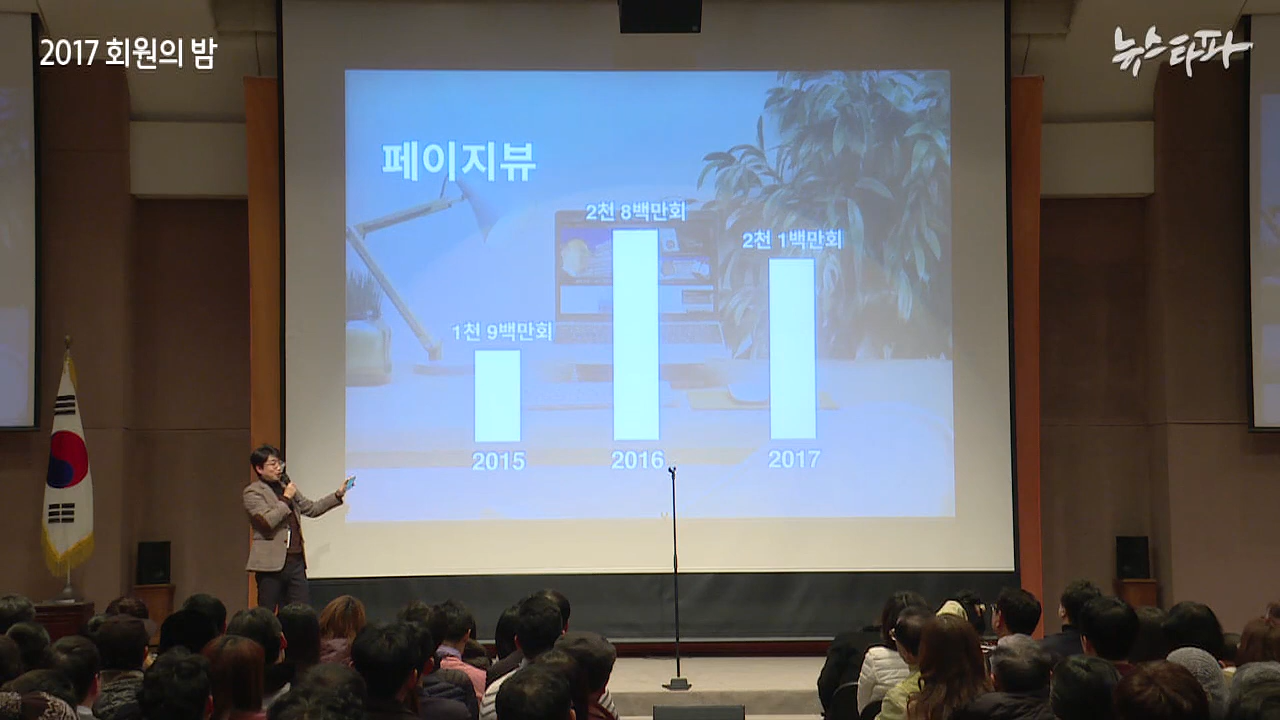 2017 회원의 밤
뉴스타파
페이지뷰
2천 8백만회
2천 1백만회
1천 9백만회
2015
2016
2017